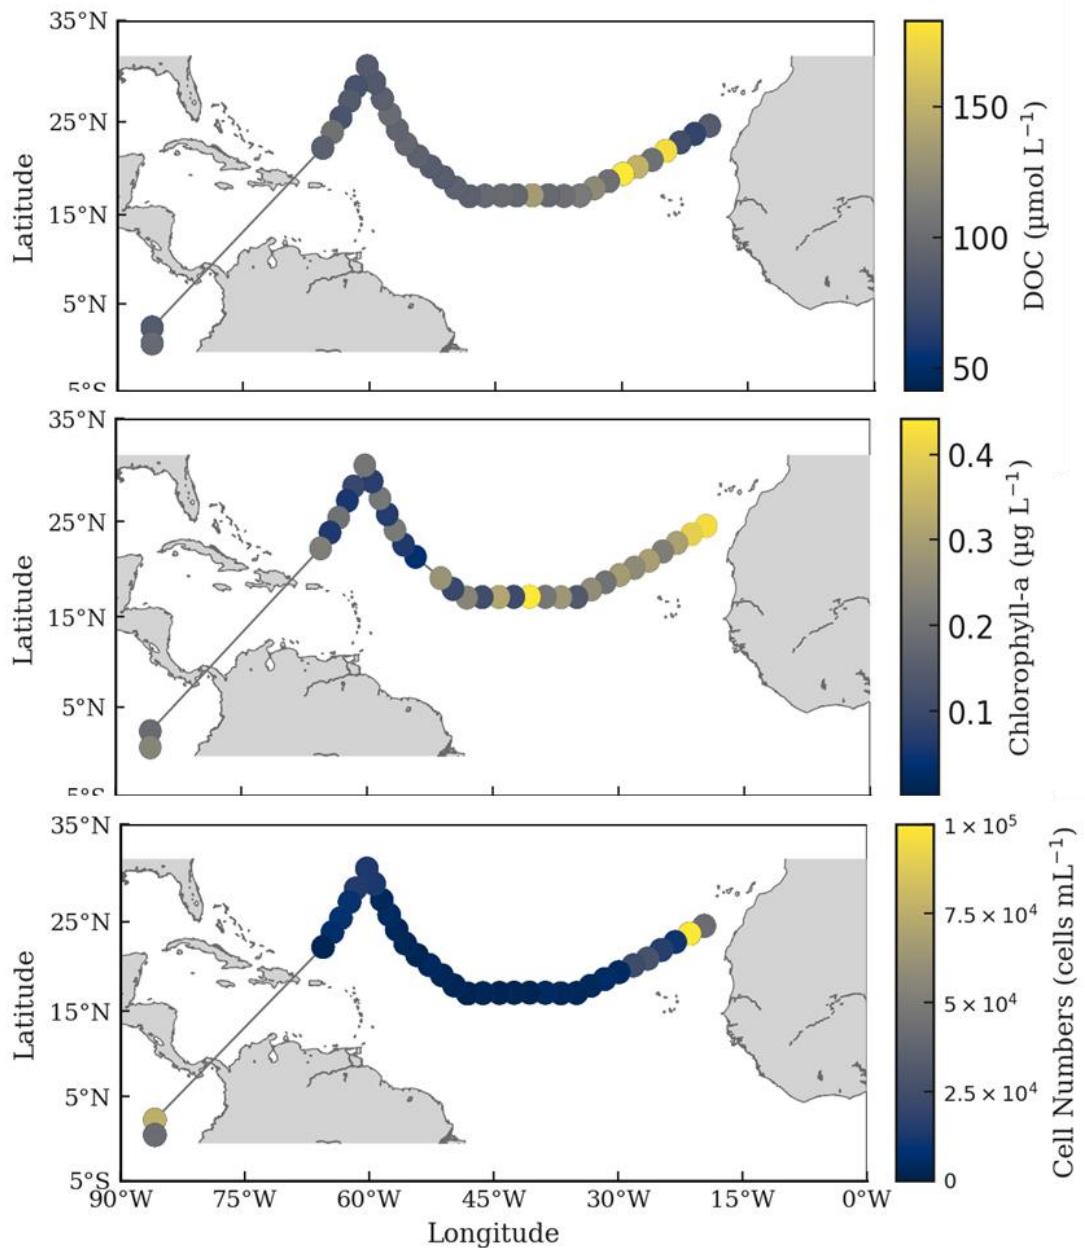 35°N
25°N
15°N
5°N
5°S
Latitude
150
100
50
DOC (µmol L⁻¹)
35°N
25°N
15°N
5°N
5°S
Latitude
0.4
0.3
0.2
0.1
Chlorophyll-a (µg L⁻¹)
35°N
25°N
15°N
5°N
5°S
Latitude
90°W 75°W 60°W 45°W 30°W 15°W 0°W
Longitude
1 × 10⁵
7.5 × 10⁴
5 × 10⁴
2.5 × 10⁴
0
Cell Numbers (cells mL⁻¹)